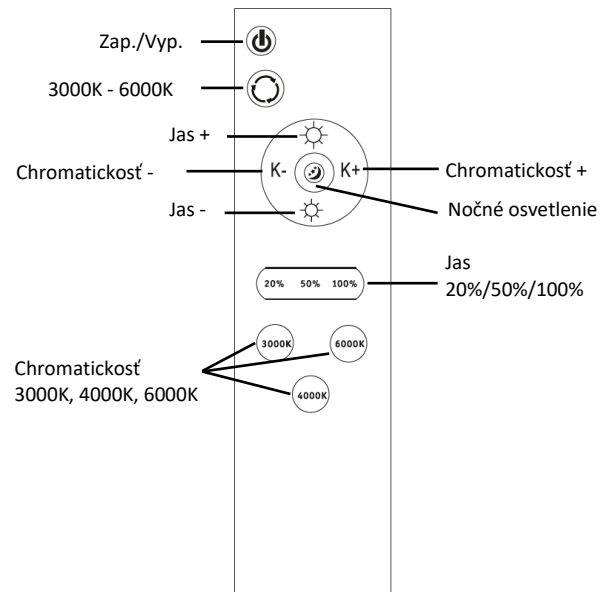 Zap./Vyp.
3000K - 6000K
Jas +
Chromatickosť -
K-
K+
Chromatickosť +
Jas -
Nočné osvetlenie
Jas
20%/50%/100%
20% 50% 100%
3000K
6000K
Chromatickosť
3000K, 4000K, 6000K
4000K